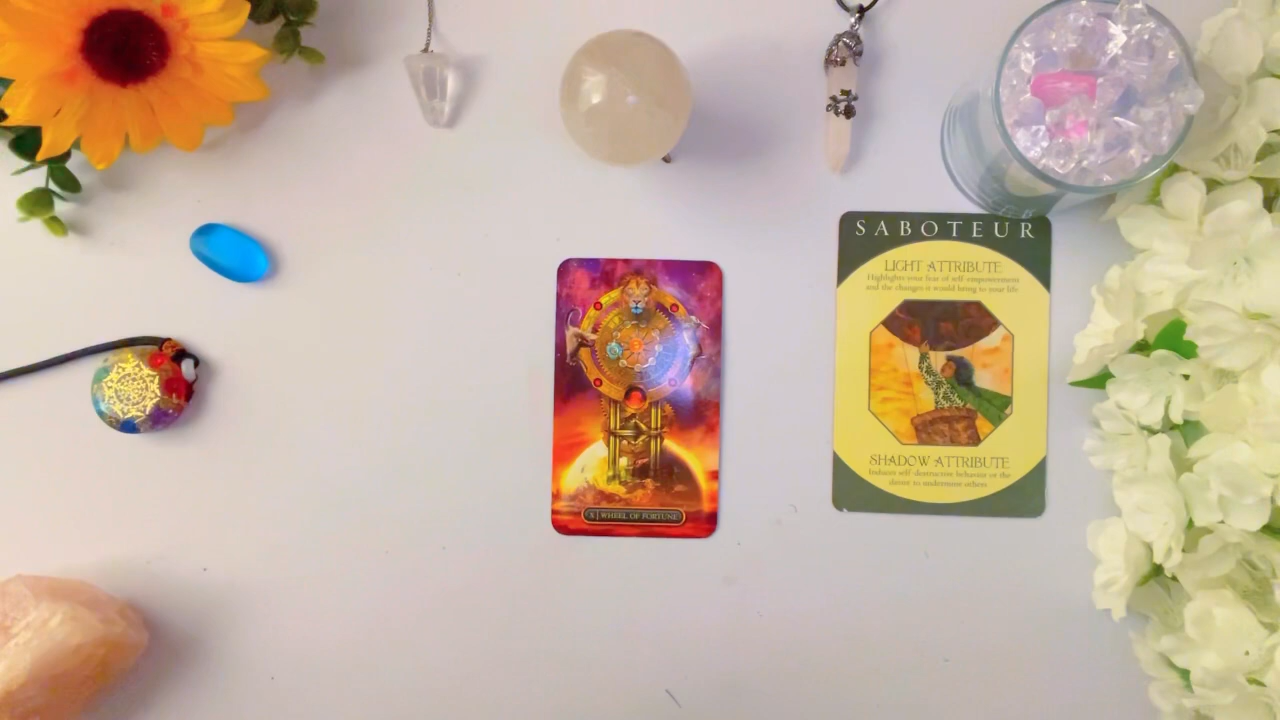 SABOTEUR
LIGHT ATTRIBUTE
Highlights your fear of self-empowerment
and the changes it would bring to your life
SHADOW ATTRIBUTE
Induces self-destructive behavior or the
desire to undermine others
X | WHEEL OF FORTUNE